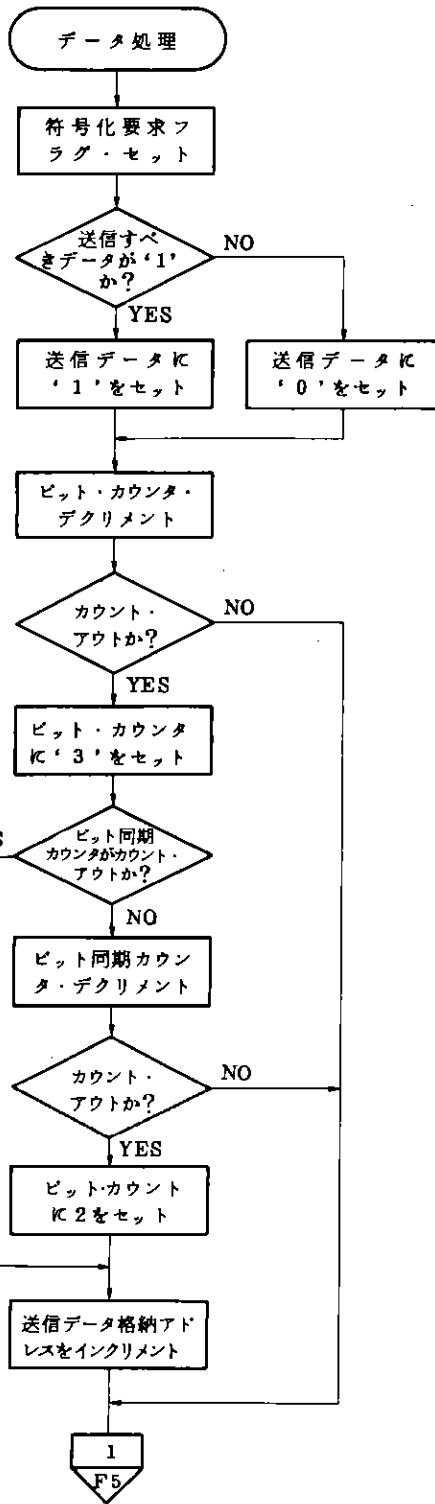 データ処理
符号化要求フ
ラグ・セット
送信すべ
きデータが‘1’
か?
NO
YES
送信データに
‘1’をセット
送信データに
‘0’をセット
ビット・カウンタ・
デクリメント
カウント・
アウトか?
NO
YES
ビット・カウンタ
に‘3’をセット
ビット同期
カウンタがカウント・
アウトか?
S
NO
ビット同期カウン
タ・デクリメント
カウント・
アウトか?
NO
YES
ビット・カウント
に2をセット
送信データ格納アド
レスをインクリメント
1
F5